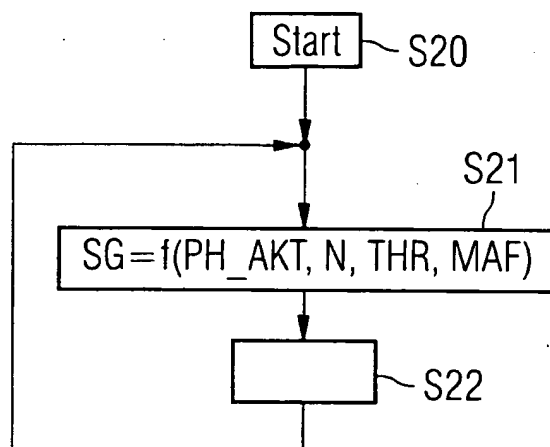 Start
S20
S21
SG=f(PH_AKT, N, THR, MAF)
S22